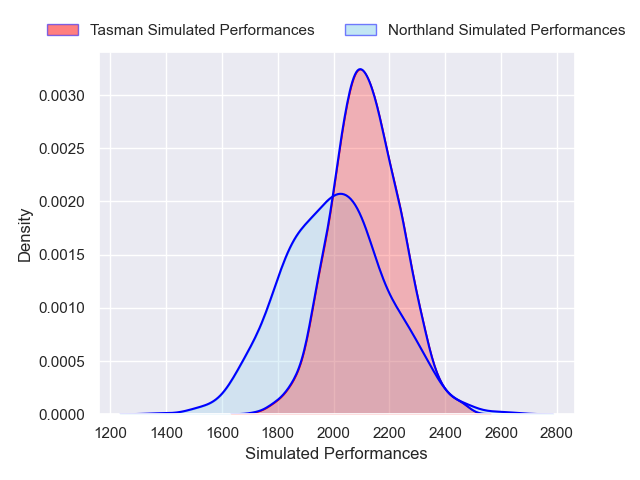 Tasman Simulated Performances Northland Simulated Performances
0.0030
0.0025
0.0020
0.0015
0.0010
0.0005
0.0000
Density
1200 1400 1600 1800 2000 2200 2400 2600 2800
Simulated Performances